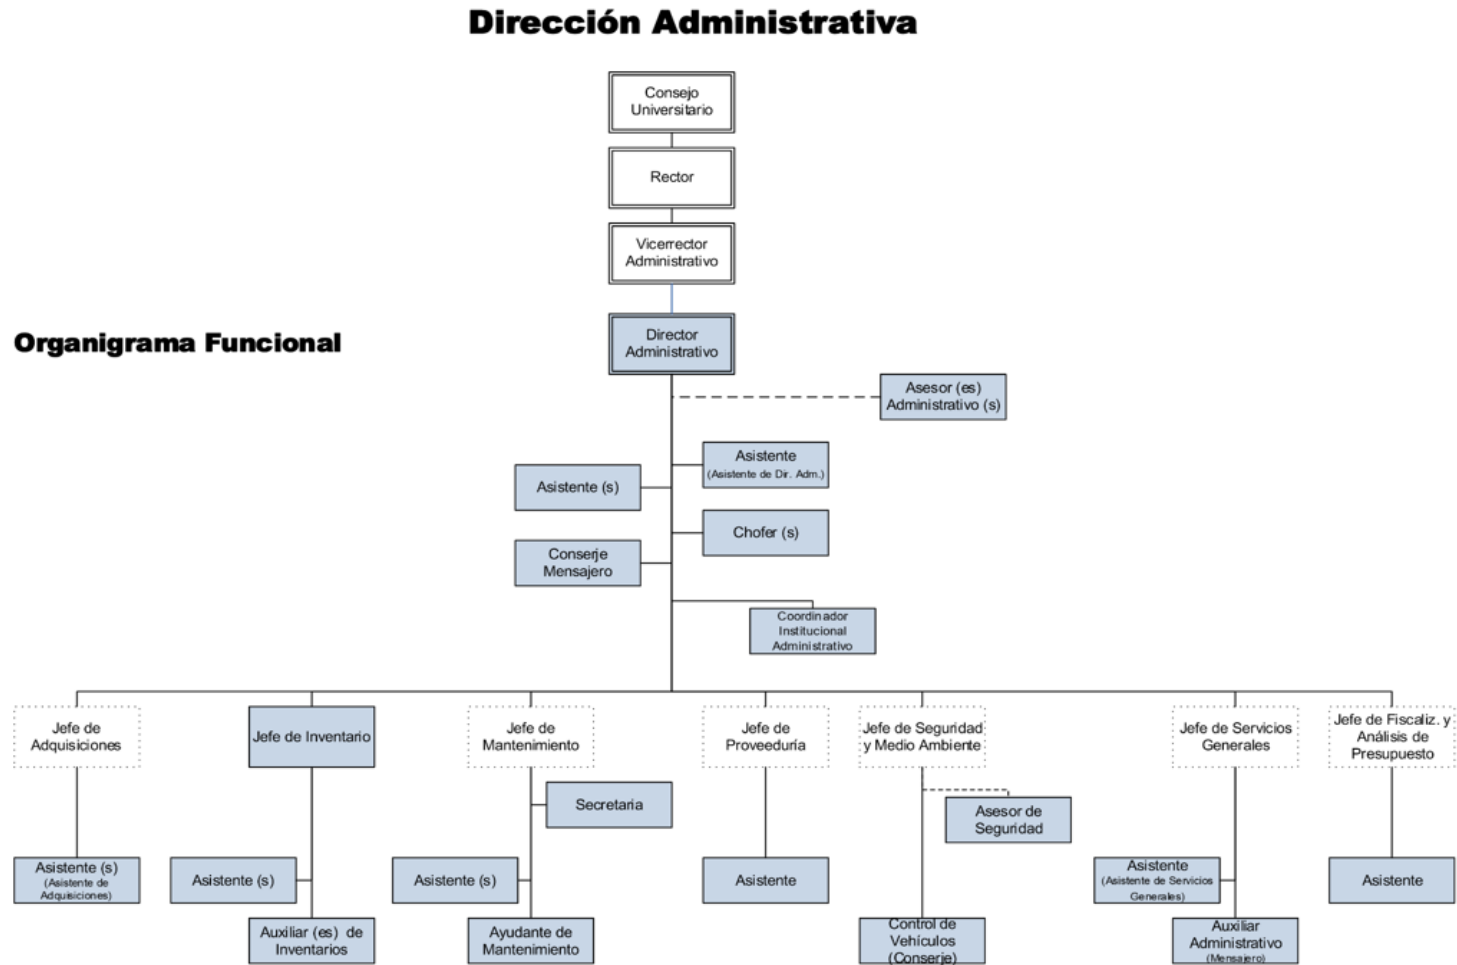 Dirección Administrativa
Consejo
Universitario
Rector
Vicerrector
Administrativo
Organigrama Funcional
Director
Administrativo
Asesor (es)
Administrativo (s)
Asistente
(Asistente de Dir. Adm.)
Asistente (s)
Chofer (s)
Conserje
Mensajero
Coordinador
Institucional
Administrativo
Jefe de
Adquisiciones
Jefe de Inventario
Jefe de
Mantenimiento
Jefe de
Proveeduría
Jefe de Seguridad
y Medio Ambiente
Jefe de Servicios
Generales
Jefe de Fiscaliz. y
Análisis de
Presupuesto
Secretaria
Asesor de
Seguridad
Asistente (s)
(Asistente de
Adquisiciones)
Asistente (s)
Asistente (s)
Asistente
Asistente
(Asistente de Servicios
Generales)
Asistente
Auxiliar (es) de
Inventarios
Ayudante de
Mantenimiento
Control de
Vehículos
(Conserje)
Auxiliar
Administrativo
(Mensajero)